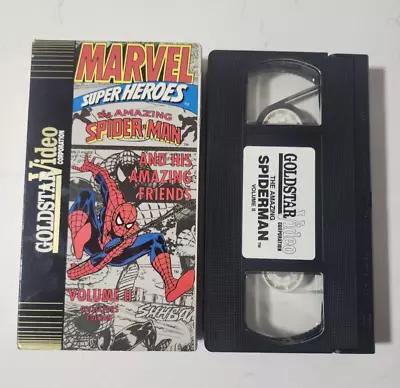 GOLDSTAR Video
CORPORATION
MARVEL
SUPER HEROES
the AMAZING
SPIDER-MAN
AND HIS
AMAZING
FRIENDS
VOLUME II
GOLDSTAR Video
CORPORATION
THE AMAZING
SPIDERMAN™
VOLUME II